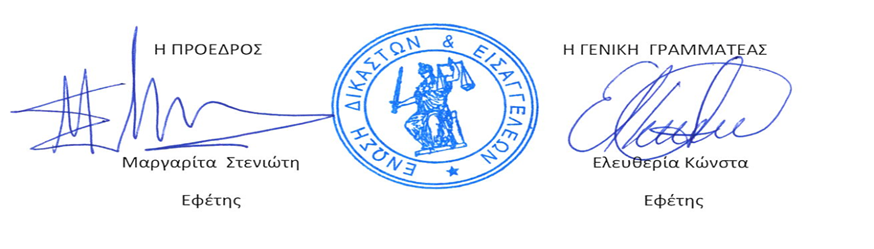 Η ΠΡΟΕΔΡΟΣ
Μαργαρίτα Στενιώτη
Εφέτης
ΕΝΩΣΗ ΔΙΚΑΣΤΩΝ & ΕΙΣΑΓΓΕΛΕΩΝ
Η ΓΕΝΙΚΗ ΓΡΑΜΜΑΤΕΑΣ
Ελευθερία Κώνστα
Εφέτης